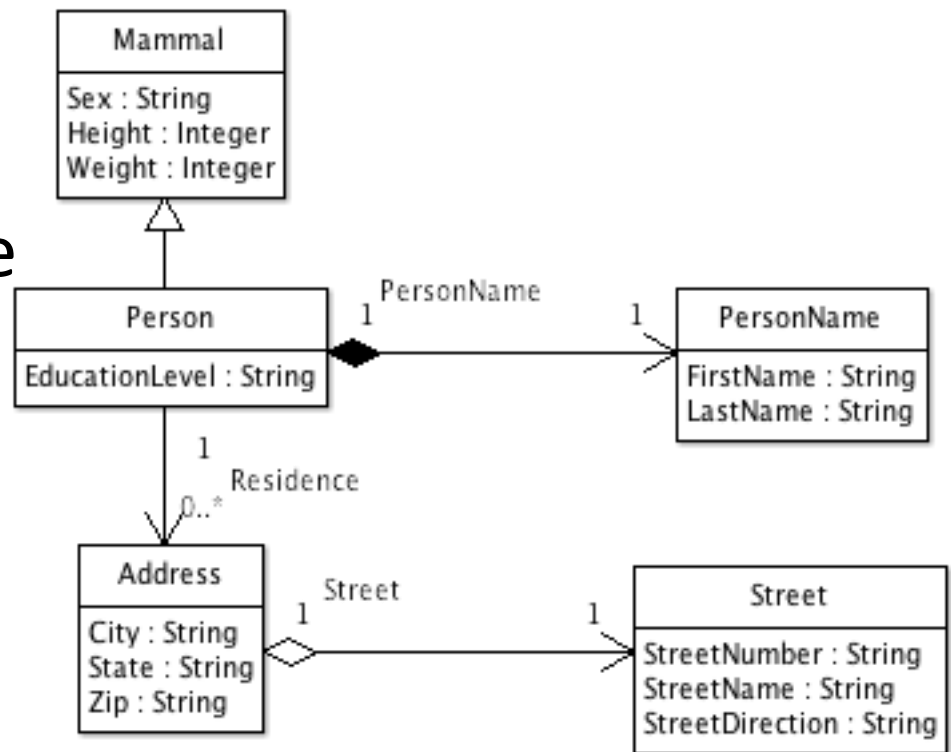 Mammal
Sex : String
Height : Integer
Weight : Integer
e
Person
EducationLevel : String
1
PersonName
1
PersonName
FirstName : String
LastName : String
1
Residence
0..*
Address
City : String
State : String
Zip : String
1
Street
1
Street
StreetNumber : String
StreetName : String
StreetDirection : String